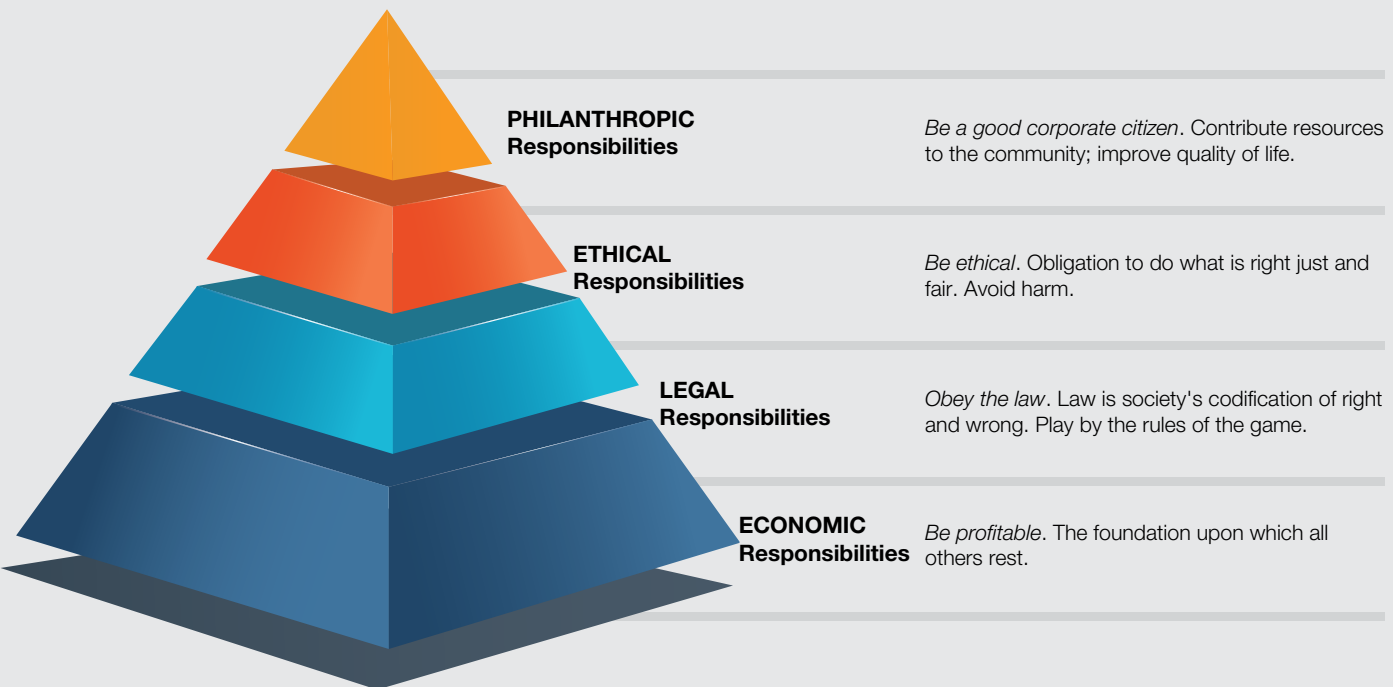 PHILANTHROPIC
Responsibilities
Be a good corporate citizen. Contribute resources
to the community; improve quality of life.
ETHICAL
Responsibilities
Be ethical. Obligation to do what is right just and
fair. Avoid harm.
LEGAL
Responsibilities
Obey the law. Law is society's codification of right
and wrong. Play by the rules of the game.
ECONOMIC
Responsibilities
Be profitable. The foundation upon which all
others rest.